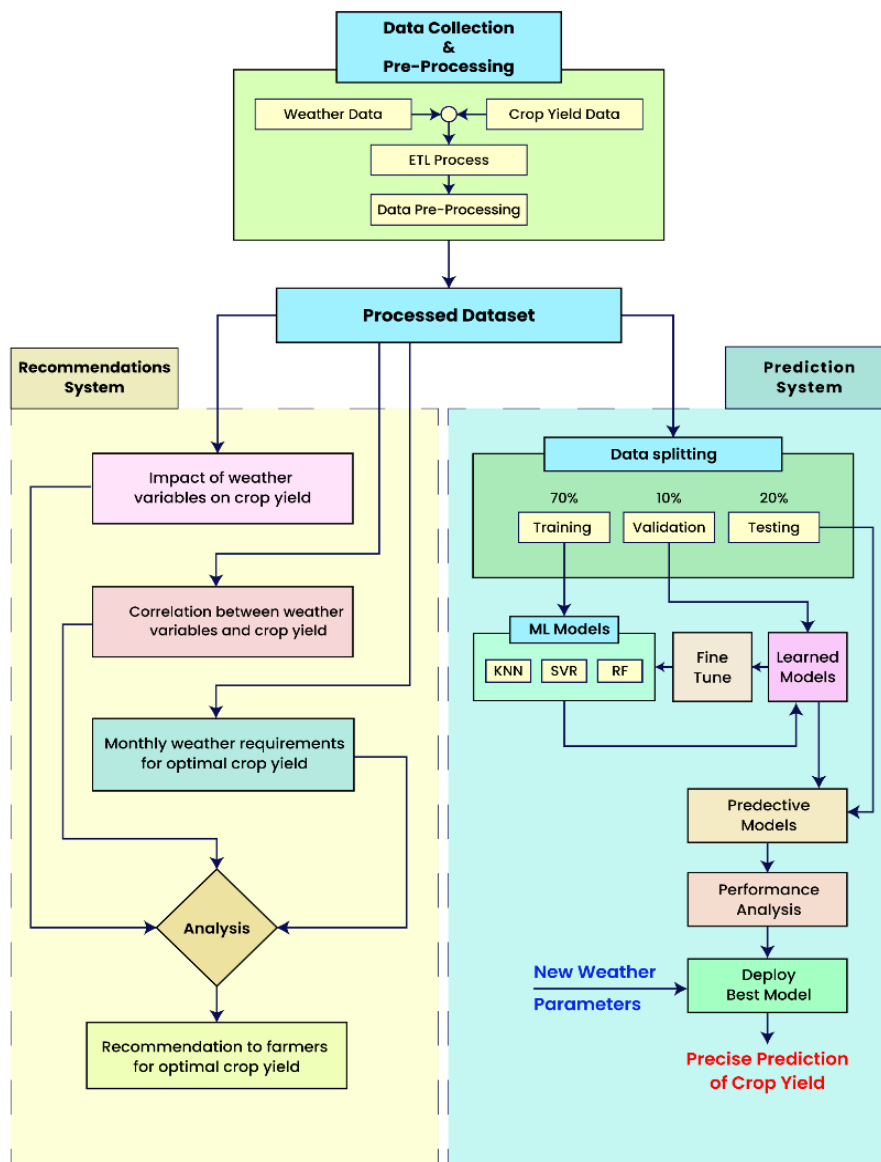 Data Collection
&
Pre-Processing
Weather Data
Crop Yield Data
ETL Process
Data Pre-Processing
Processed Dataset
Recommendations
System
Prediction
System
Impact of weather
variables on crop yield
Correlation between weather
variables and crop yield
Monthly weather requirements
for optimal crop yield
Analysis
Recommendation to farmers
for optimal crop yield
Data splitting
70%
10%
20%
Training
Validation
Testing
ML Models
KNN
SVR
RF
Fine
Tune
Learned
Models
Predective
Models
Performance
Analysis
New Weather
Parameters
Deploy
Best Model
Precise Prediction
of Crop Yield